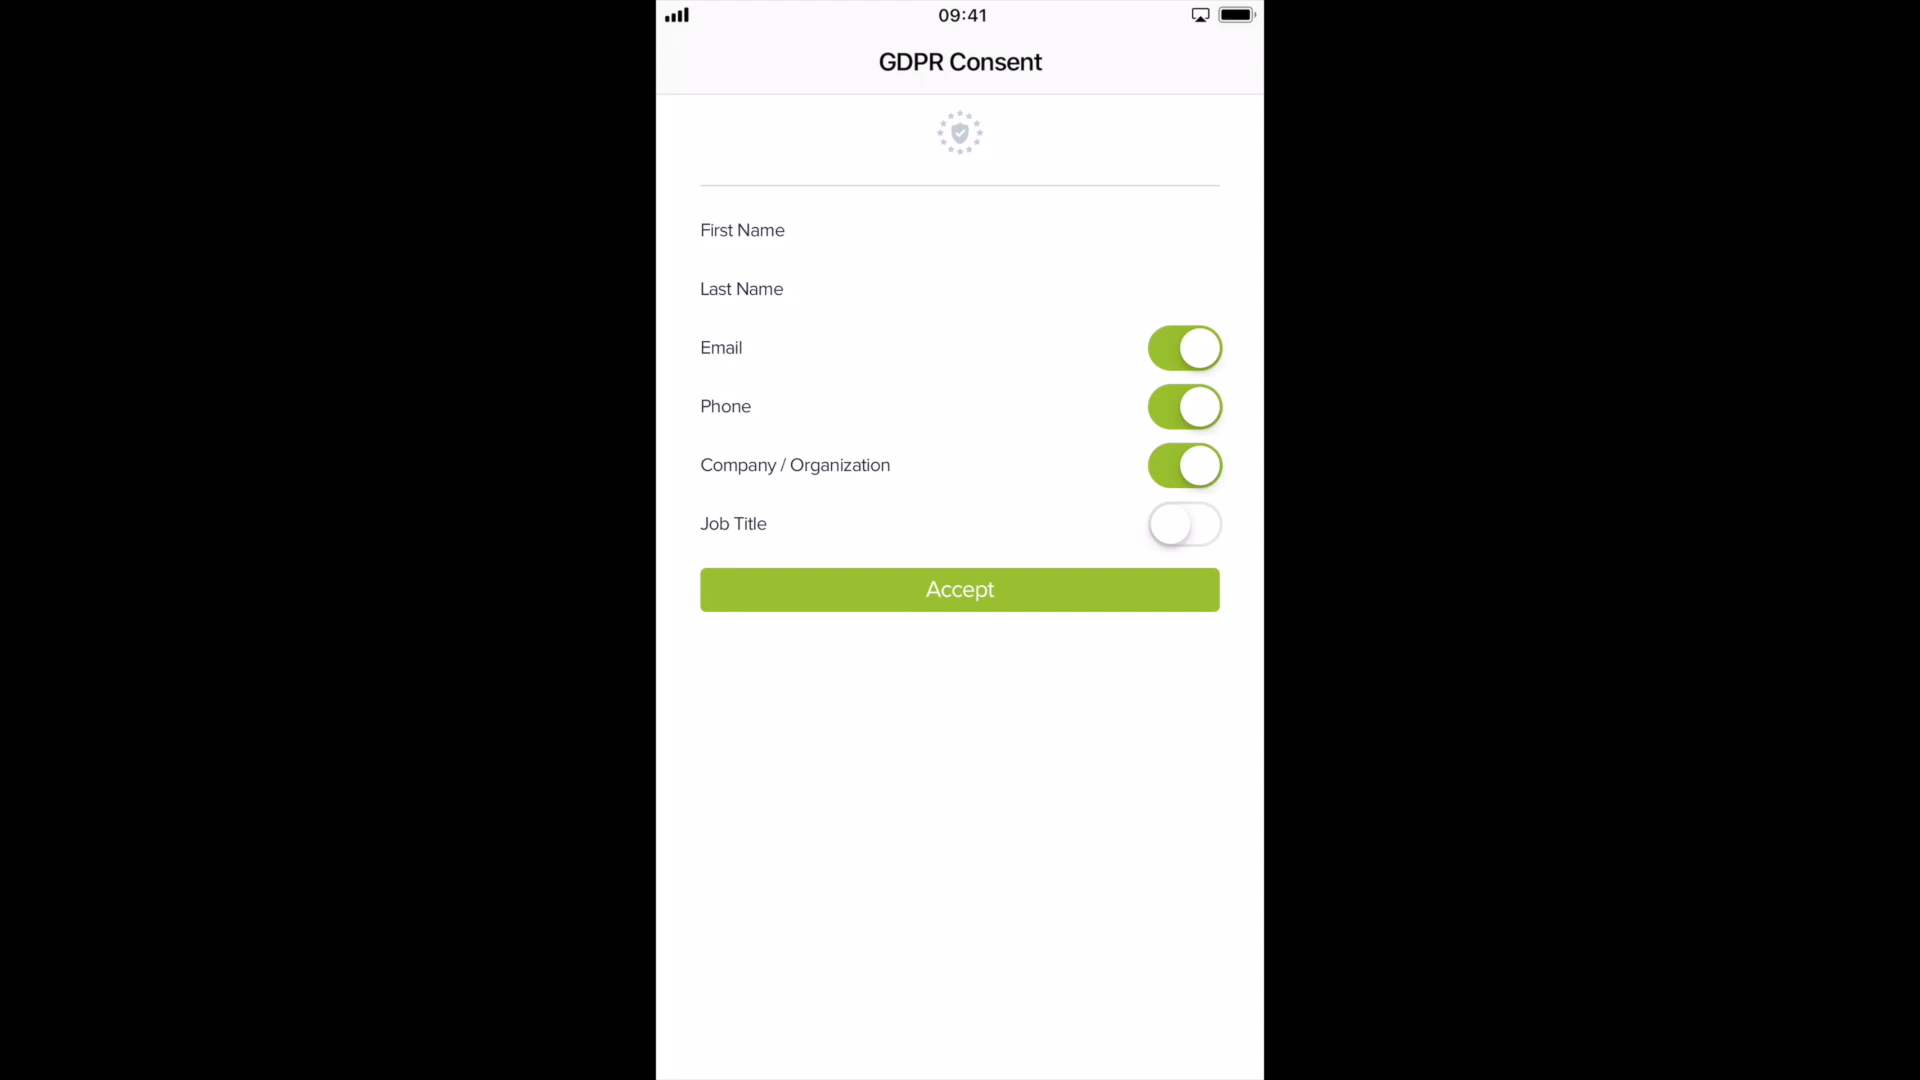 09:41
GDPR Consent
First Name
Last Name
Email
Phone
Company / Organization
Job Title
Accept